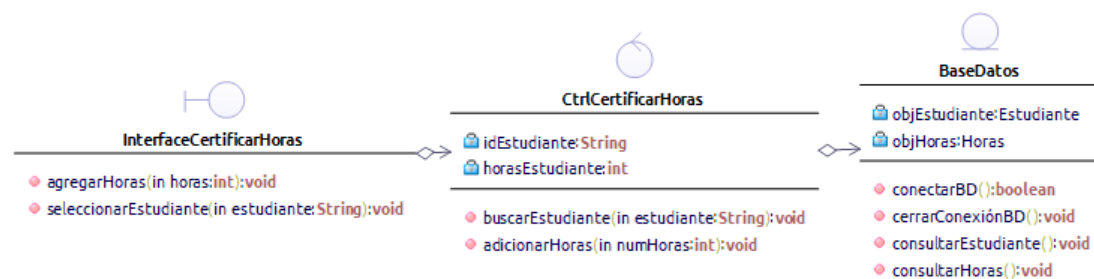 InterfaceCertificarHoras
agregarHoras(in horas:int):void
seleccionarEstudiante(in estudiante:String):void
CtrlCertificarHoras
idEstudiante:String
horasEstudiante:int
buscarEstudiante(in estudiante:String):void
adicionarHoras(in numHoras:int):void
BaseDatos
objEstudiante:Estudiante
objHoras:Horas
conectarBD():boolean
cerrarConexiónBD():void
consultarEstudiante():void
consultarHoras():void